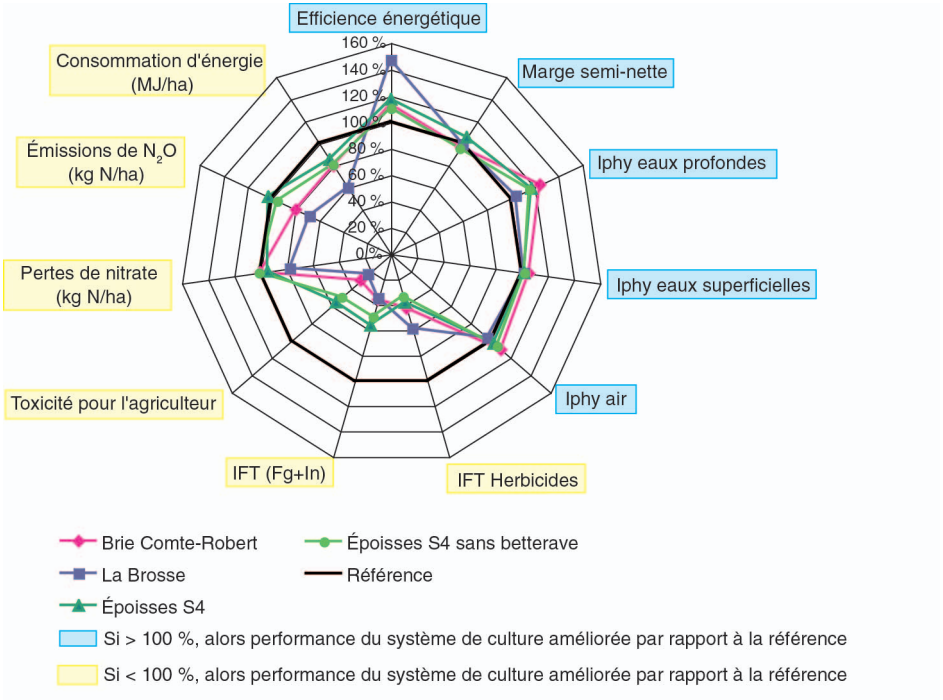 Efficience énergétique
160 %
140 %
120 %
100 %
80 %
60 %
40 %
20 %
0 %
Consommation d'énergie
(MJ/ha)
Marge semi-nette
Émissions de N₂O
(kg N/ha)
Iphy eaux profondes
Pertes de nitrate
(kg N/ha)
Iphy eaux superficielles
Toxicité pour l'agriculteur
Iphy air
IFT (Fg+In)
IFT Herbicides
Brie Comte-Robert
Époisses S4 sans betterave
La Brosse
Référence
Époisses S4
Si > 100 %, alors performance du système de culture améliorée par rapport à la référence
Si < 100 %, alors performance du système de culture améliorée par rapport à la référence